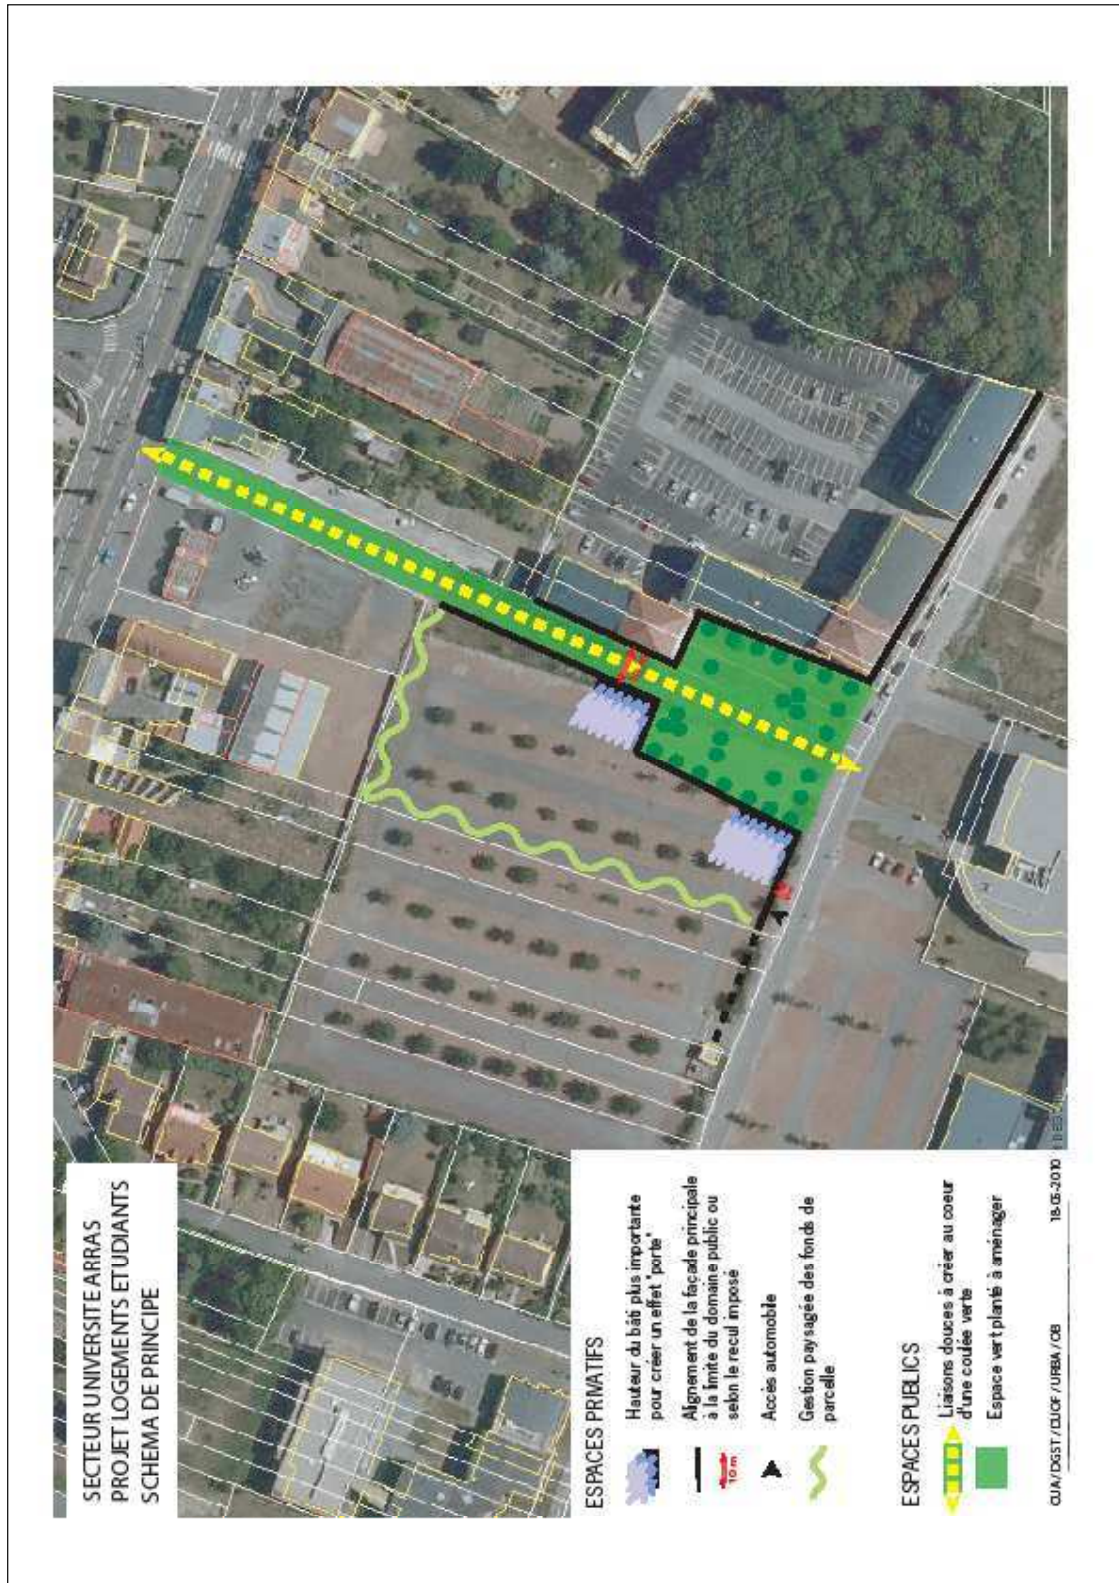 SECTEUR UNIVERSITE ARRAS
PROJET LOGEMENTS ETUDIANTS
SCHEMA DE PRINCIPE
ESPACES PRIVATIFS
Hauteur du bâti plus importante
pour créer un effet "porte"
Alignement de la façade principale
à la limite du domaine public ou
selon le recul imposé
10 m
Accès automobile
Gestion paysagée des fonds de
parcelle
ESPACES PUBLICS
Liaisons douces à créer au coeur
d'une coulée verte
Espace vert planté à aménager
CUA / DGST / CUOF / URBA / OB
18-05-2010